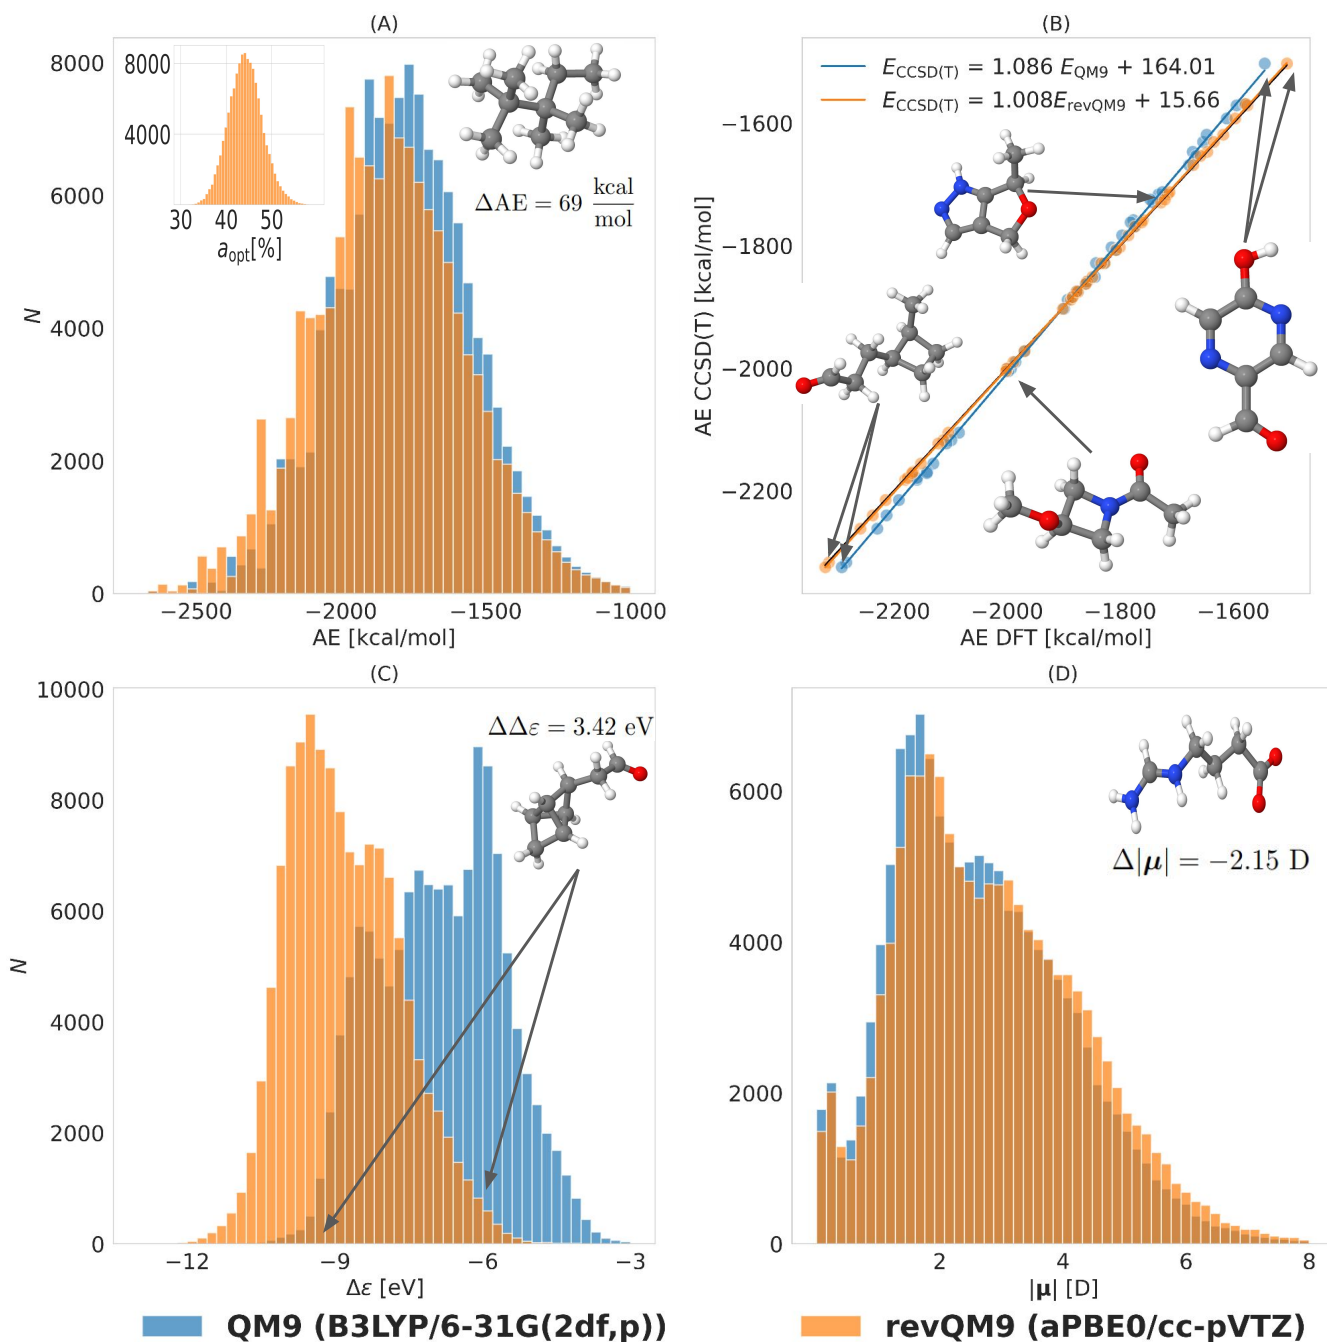 (A)
8000
6000
4000
2000
0
N
8000
4000
30 40 50
a_opt[%]
ΔAE = 69 kcal/mol
−2500 −2000 −1500 −1000
AE [kcal/mol]
(B)
E_CCSD(T) = 1.086 E_QM9 + 164.01
E_CCSD(T) = 1.008E_revQM9 + 15.66
−1600
−1800
−2000
−2200
AE CCSD(T) [kcal/mol]
−2200 −2000 −1800 −1600
AE DFT [kcal/mol]
(C)
10000
8000
6000
4000
2000
0
N
ΔΔε = 3.42 eV
−12 −9 −6 −3
Δε [eV]
(D)
6000
4000
2000
0
Δ|μ| = −2.15 D
2 4 6 8
|μ| [D]
QM9 (B3LYP/6-31G(2df,p))
revQM9 (aPBE0/cc-pVTZ)